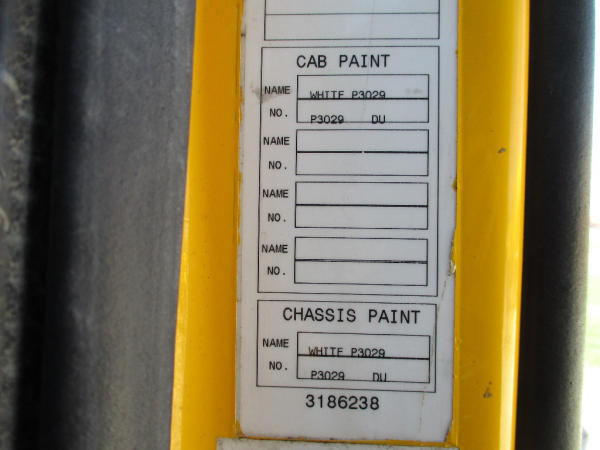 CAB PAINT
NAME WHITE P3029
NO. P3029 DU
NAME
NO.
NAME
NO.
NAME
NO.
CHASSIS PAINT
NAME WHITE P3029
NO. P3029 DU
3186238